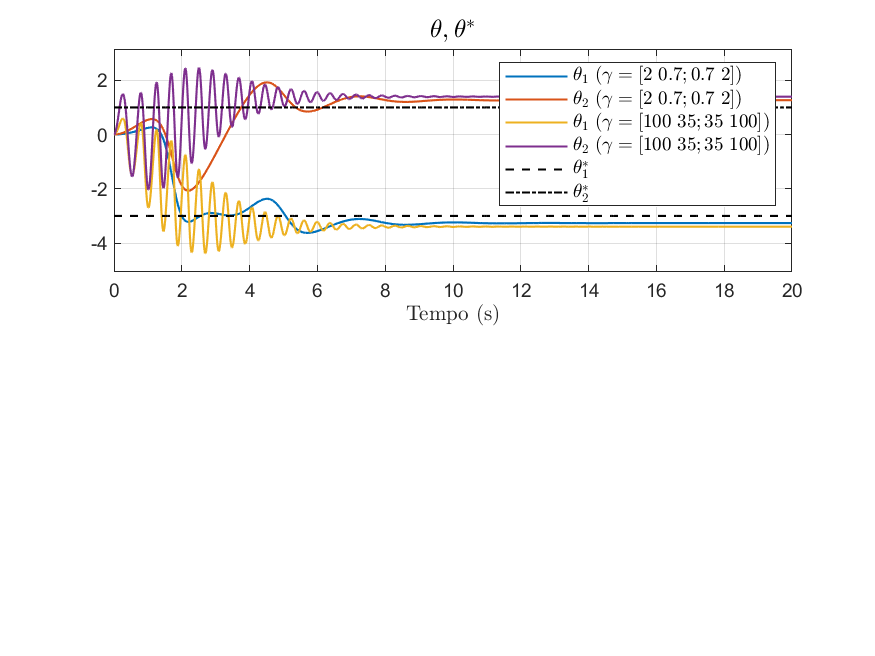 θ, θ*
2
0
-2
-4
0 2 4 6 8 10 12 14 16 18 20
Tempo (s)
θ₁ (γ = [2 0.7; 0.7 2])
θ₂ (γ = [2 0.7; 0.7 2])
θ₁ (γ = [100 35; 35 100])
θ₂ (γ = [100 35; 35 100])
θ₁*
θ₂*